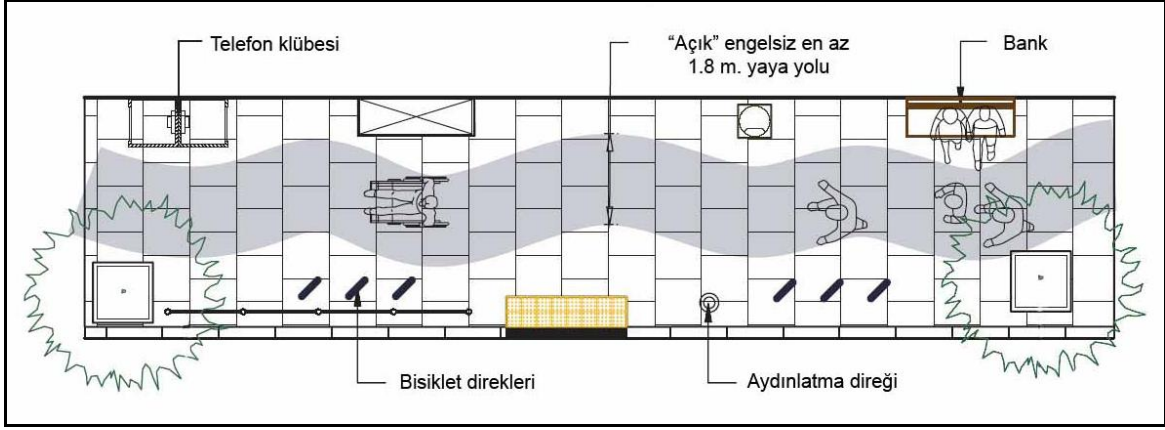 Telefon klübesi
“Açık” engelsiz en az
1.8 m. yaya yolu
Bank
Bisiklet direkleri
Aydınlatma direği